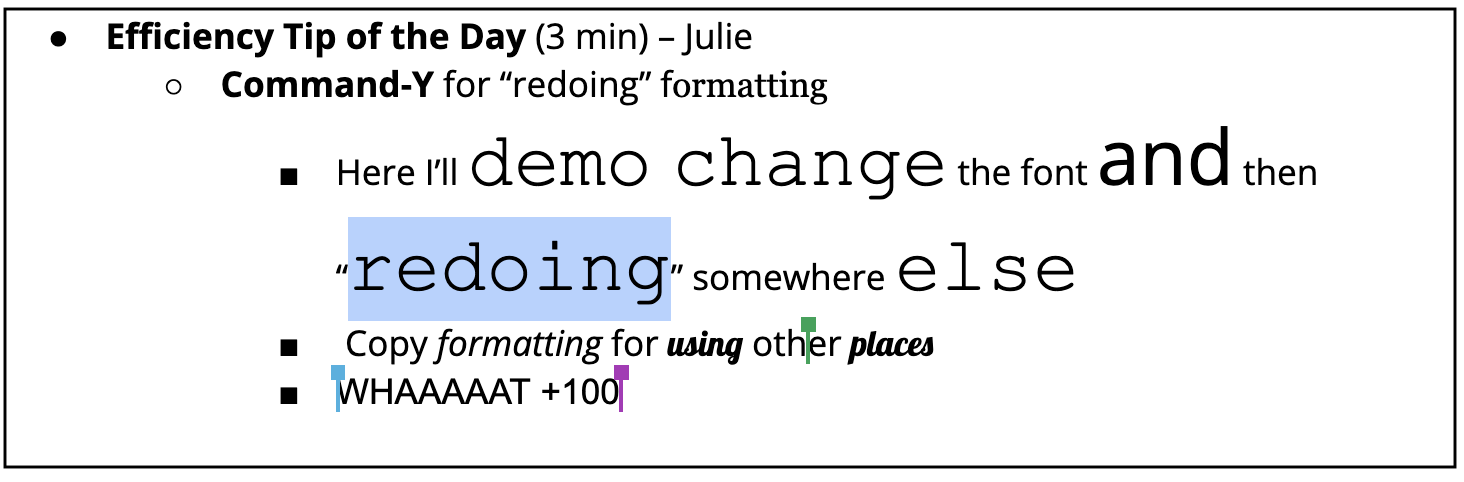 ● Efficiency Tip of the Day (3 min) – Julie
○ Command-Y for “redoing” formatting
■ Here I’ll demo change the font and then
“redoing” somewhere else
■ Copy formatting for using other places
■ WHAAAAAT +100